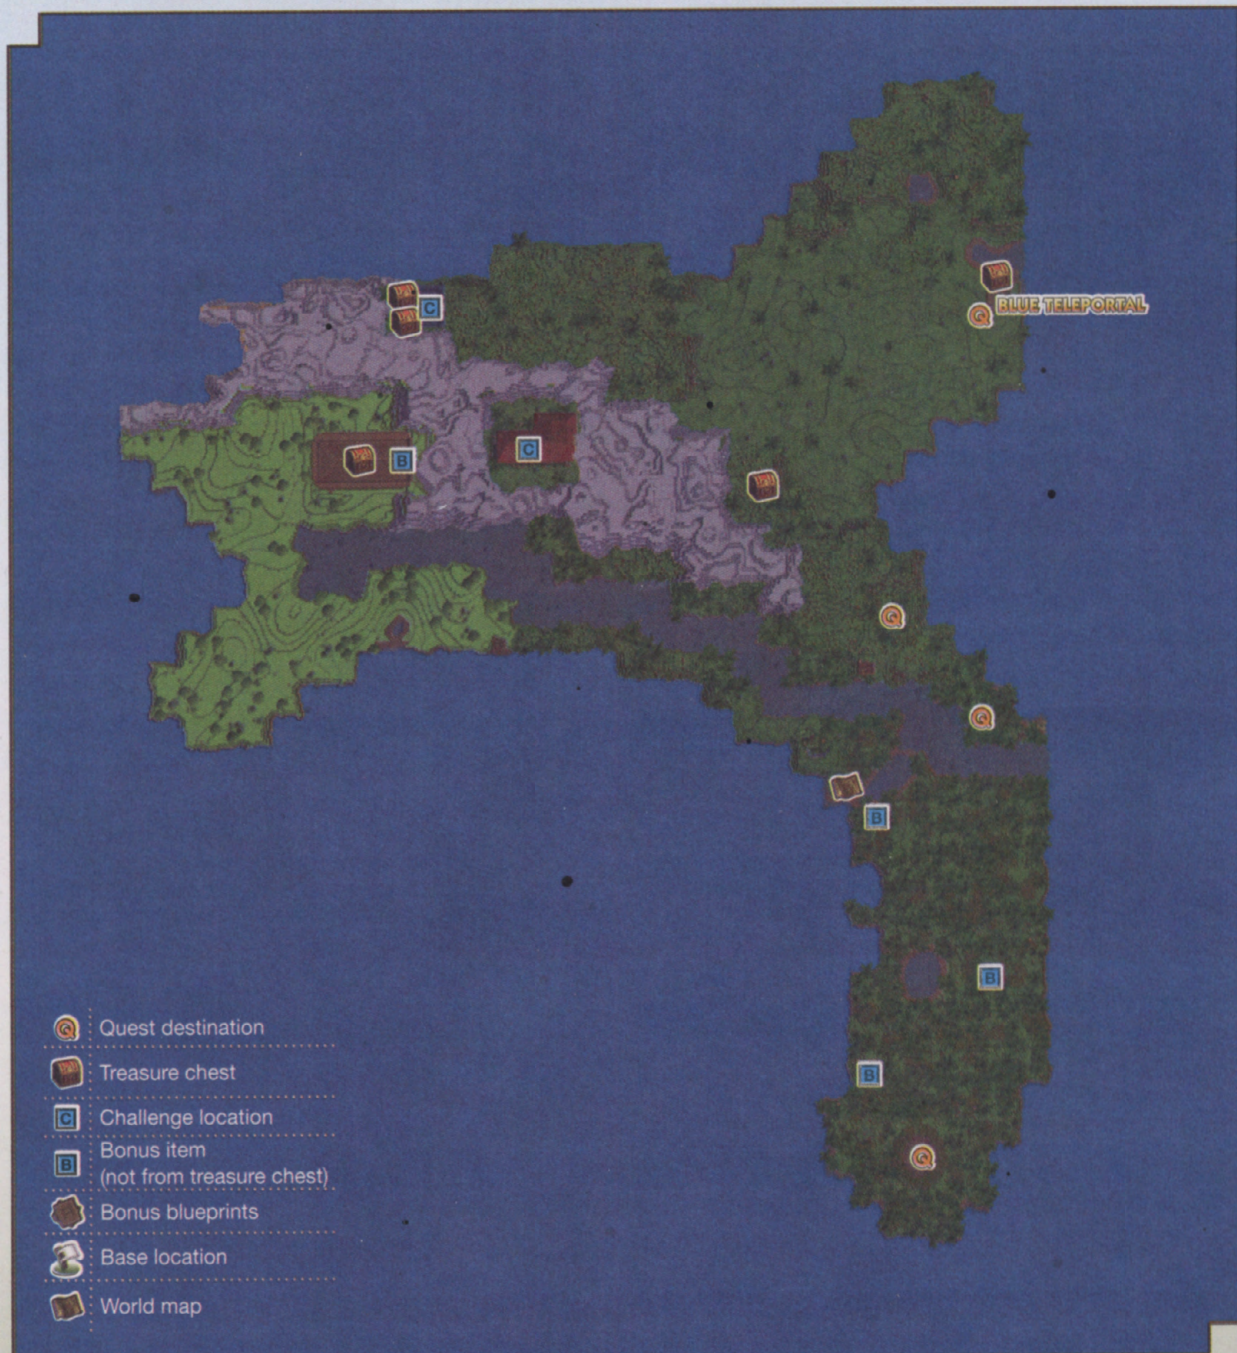 C
Q BLUE TELEPORTAL
B
C
Q
Q
B
B
B
Q
Q Quest destination
Treasure chest
C Challenge location
B Bonus item
(not from treasure chest)
Bonus blueprints
Base location
World map